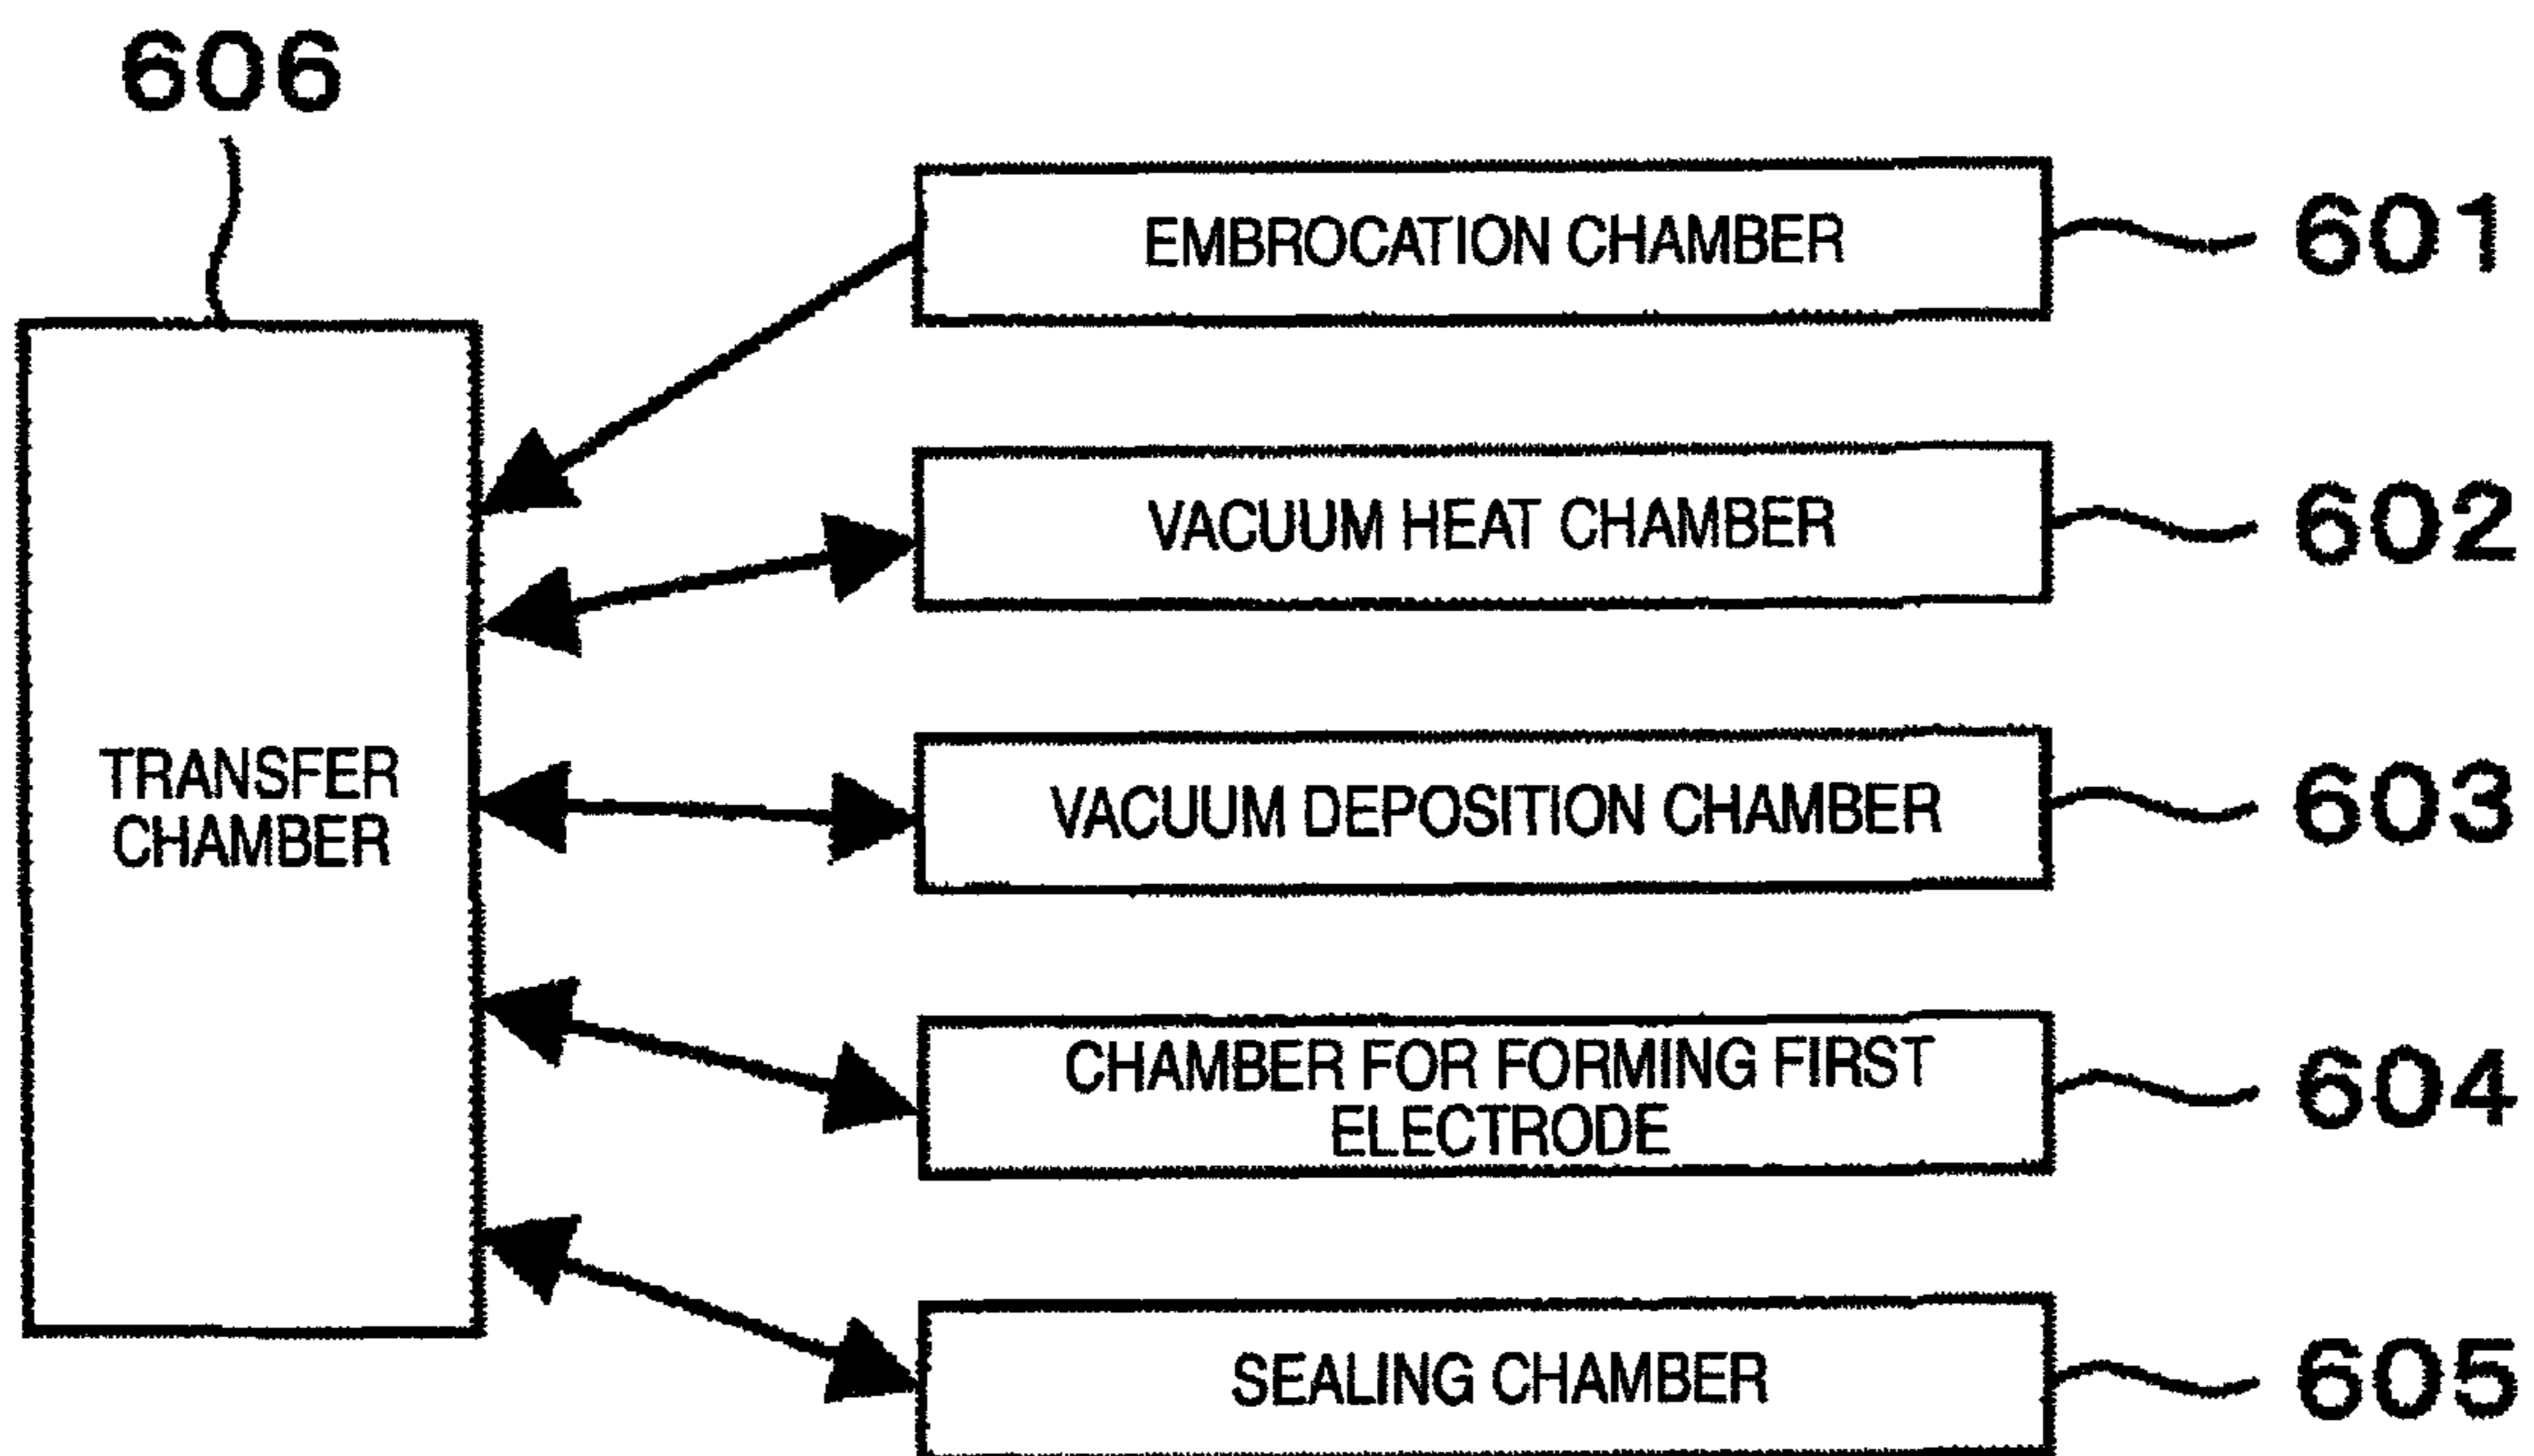 606
EMBROCATION CHAMBER
601
VACUUM HEAT CHAMBER
602
TRANSFER
CHAMBER
VACUUM DEPOSITION CHAMBER
603
CHAMBER FOR FORMING FIRST
ELECTRODE
604
SEALING CHAMBER
605